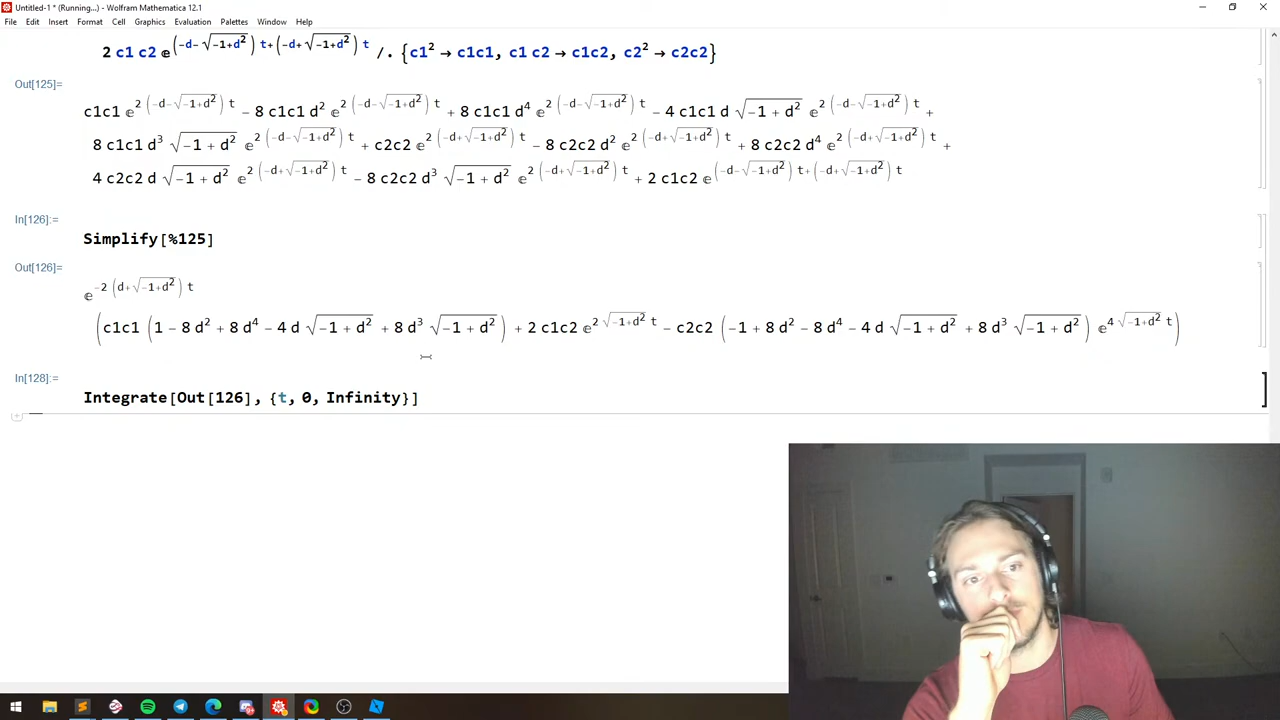 Untitled-1 * (Running...) - Wolfram Mathematica 12.1
File Edit Insert Format Cell Graphics Evaluation Palettes Window Help
2 c1 c2 ⅇ^((-d-√(-1+d²)) t+(-d+√(-1+d²)) t) /. {c1² → c1c1, c1 c2 → c1c2, c2² → c2c2}
Out[125]=
c1c1 ⅇ^(2 (-d-√(-1+d²)) t) - 8 c1c1 d² ⅇ^(2 (-d-√(-1+d²)) t) + 8 c1c1 d⁴ ⅇ^(2 (-d-√(-1+d²)) t) - 4 c1c1 d √(-1 + d²) ⅇ^(2 (-d-√(-1+d²)) t) +
8 c1c1 d³ √(-1 + d²) ⅇ^(2 (-d-√(-1+d²)) t) + c2c2 ⅇ^(2 (-d+√(-1+d²)) t) - 8 c2c2 d² ⅇ^(2 (-d+√(-1+d²)) t) + 8 c2c2 d⁴ ⅇ^(2 (-d+√(-1+d²)) t) +
4 c2c2 d √(-1 + d²) ⅇ^(2 (-d+√(-1+d²)) t) - 8 c2c2 d³ √(-1 + d²) ⅇ^(2 (-d+√(-1+d²)) t) + 2 c1c2 ⅇ^((-d-√(-1+d²)) t+(-d+√(-1+d²)) t)
In[126]:=
Simplify[%125]
Out[126]=
ⅇ^(-2 (d+√(-1+d²)) t)
(c1c1 (1 - 8 d² + 8 d⁴ - 4 d √(-1 + d²) + 8 d³ √(-1 + d²)) + 2 c1c2 ⅇ^(2 √(-1+d²) t) - c2c2 (-1 + 8 d² - 8 d⁴ - 4 d √(-1 + d²) + 8 d³ √(-1 + d²)) ⅇ^(4 √(-1+d²) t))
In[128]:=
Integrate[Out[126], {t, 0, Infinity}]